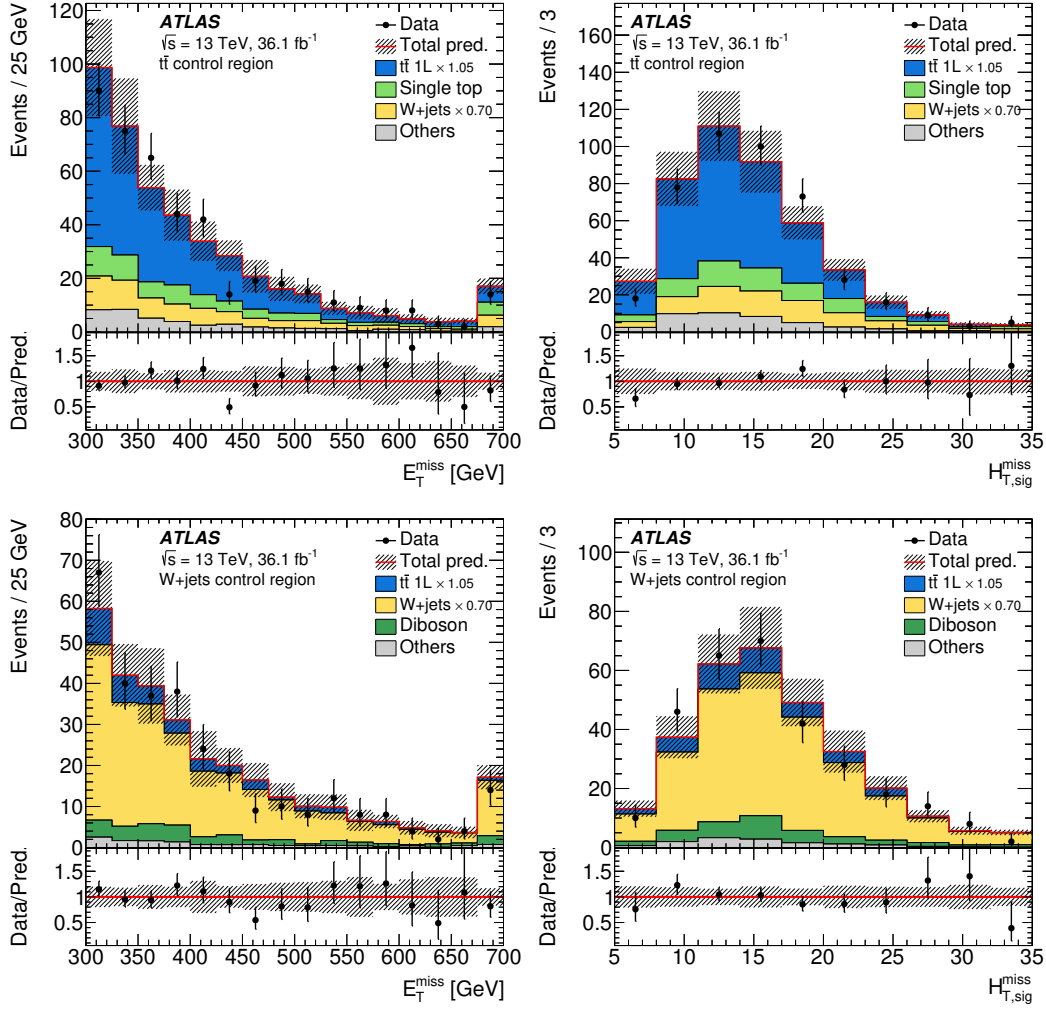 Events / 25 GeV
120
100
80
60
40
20
0
ATLAS
√s = 13 TeV, 36.1 fb⁻¹
tt̄ control region
Data
Total pred.
tt̄ 1L × 1.05
Single top
W+jets × 0.70
Others
Data/Pred.
1.5
1
0.5
300 350 400 450 500 550 600 650 700
E_T^miss [GeV]
Events / 3
160
140
120
100
80
60
40
20
0
ATLAS
√s = 13 TeV, 36.1 fb⁻¹
tt̄ control region
Data
Total pred.
tt̄ 1L × 1.05
Single top
W+jets × 0.70
Others
Data/Pred.
1.5
1
0.5
5 10 15 20 25 30 35
H_T,sig^miss
Events / 25 GeV
80
70
60
50
40
30
20
10
0
ATLAS
√s = 13 TeV, 36.1 fb⁻¹
W+jets control region
Data
Total pred.
tt̄ 1L × 1.05
W+jets × 0.70
Diboson
Others
Data/Pred.
1.5
1
0.5
300 350 400 450 500 550 600 650 700
E_T^miss [GeV]
Events / 3
100
80
60
40
20
0
ATLAS
√s = 13 TeV, 36.1 fb⁻¹
W+jets control region
Data
Total pred.
tt̄ 1L × 1.05
W+jets × 0.70
Diboson
Others
Data/Pred.
1.5
1
0.5
5 10 15 20 25 30 35
H_T,sig^miss